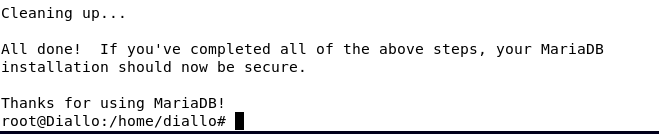 Cleaning up...
All done!  If you've completed all of the above steps, your MariaDB
installation should now be secure.
Thanks for using MariaDB!
root@Diallo:/home/diallo#